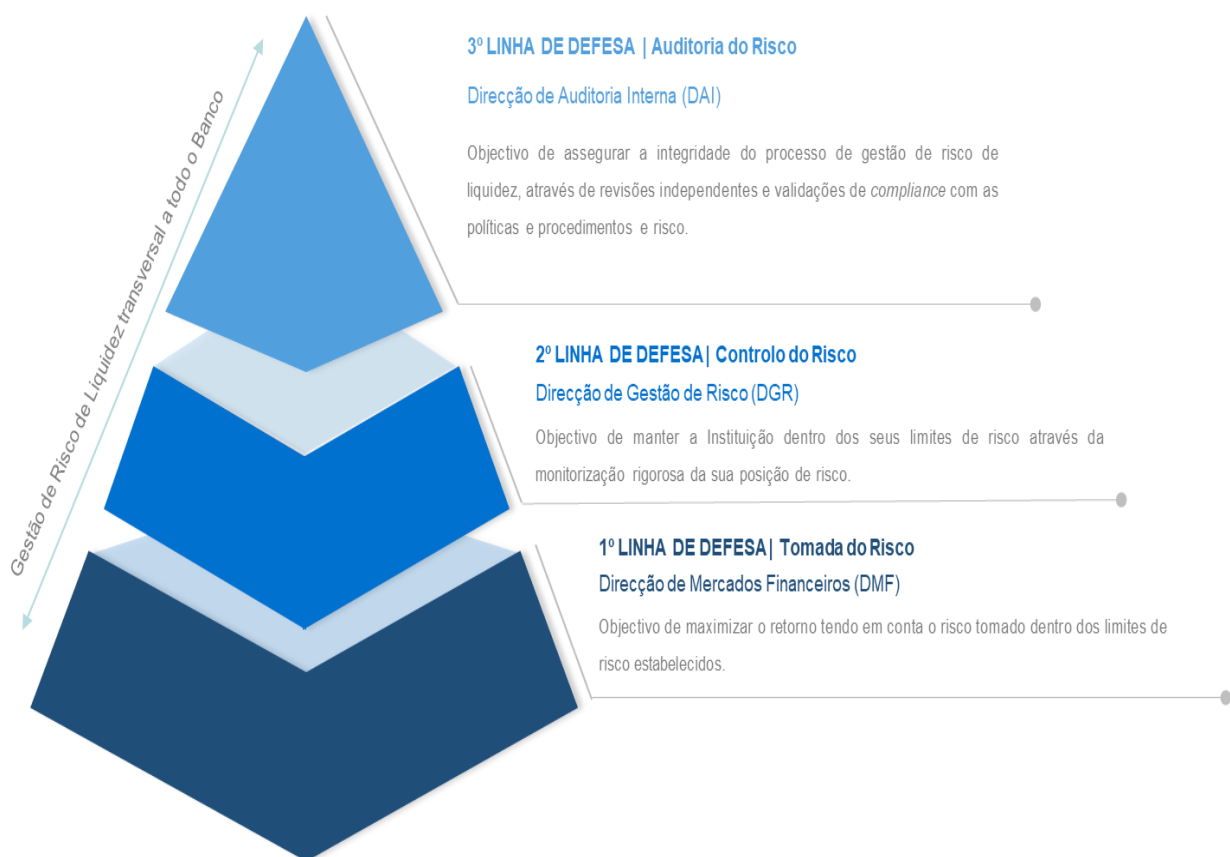 Gestão de Risco de Liquidez transversal a todo o Banco
3º LINHA DE DEFESA | Auditoria do Risco
Direcção de Auditoria Interna (DAI)
Objectivo de assegurar a integridade do processo de gestão de risco de
liquidez, através de revisões independentes e validações de compliance com as
políticas e procedimentos e risco.
2º LINHA DE DEFESA| Controlo do Risco
Direcção de Gestão de Risco (DGR)
Objectivo de manter a Instituição dentro dos seus limites de risco através da
monitorização rigorosa da sua posição de risco.
1º LINHA DE DEFESA| Tomada do Risco
Direcção de Mercados Financeiros (DMF)
Objectivo de maximizar o retorno tendo em conta o risco tomado dentro dos limites de
risco estabelecidos.